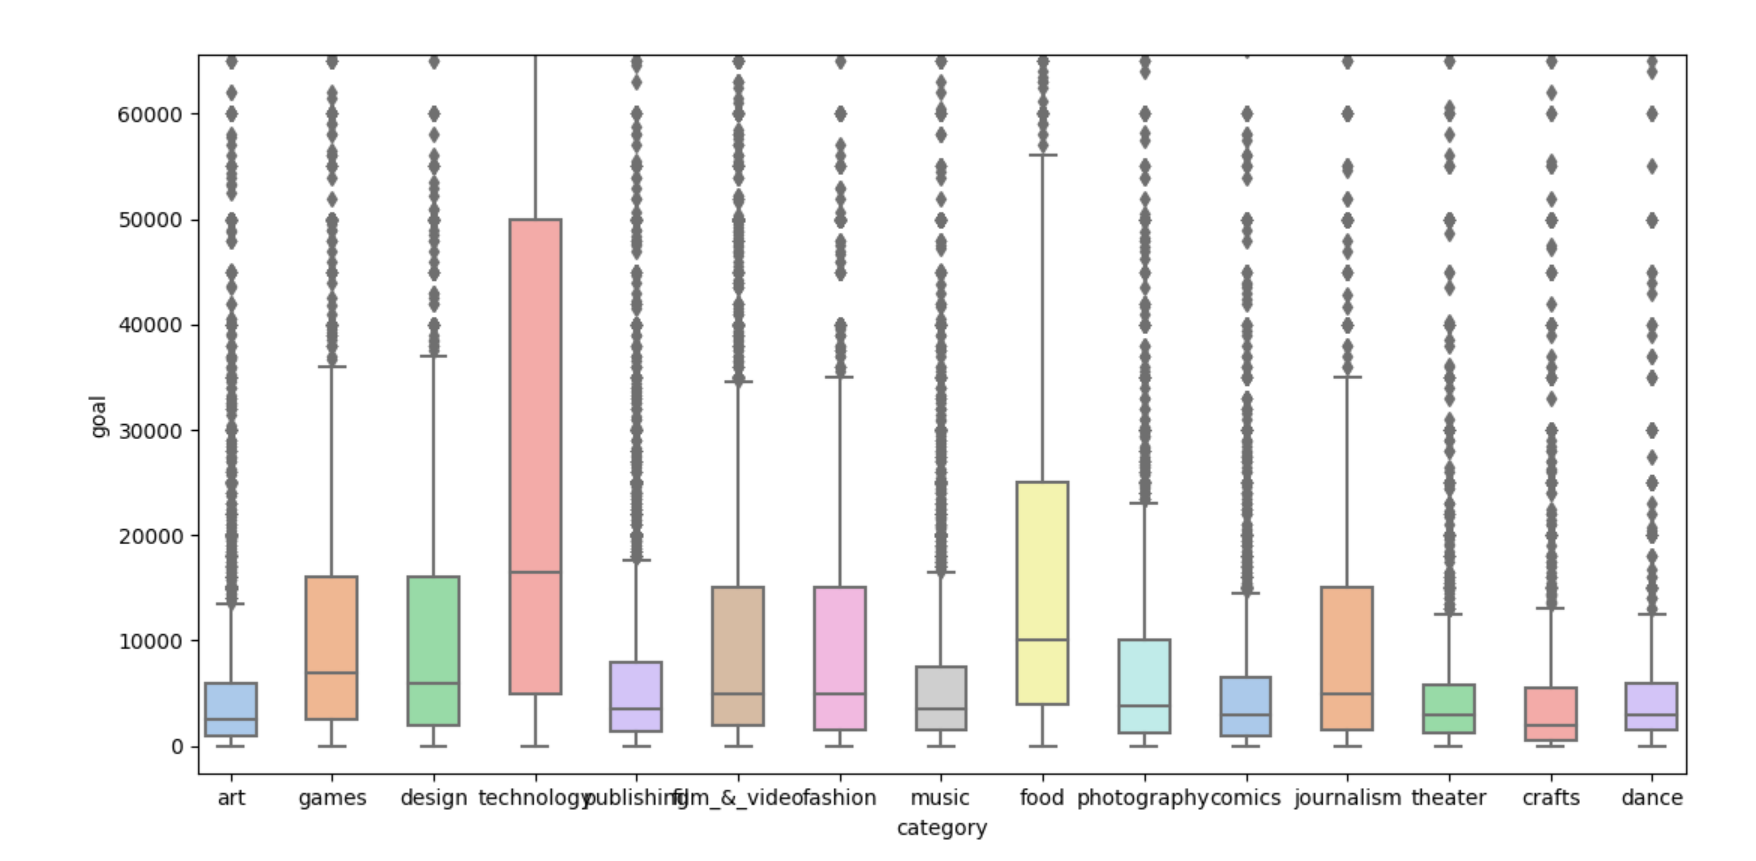 60000
50000
40000
30000
20000
10000
0
goal
art games design technology publishing film_&_video fashion music food photography comics journalism theater crafts dance
category